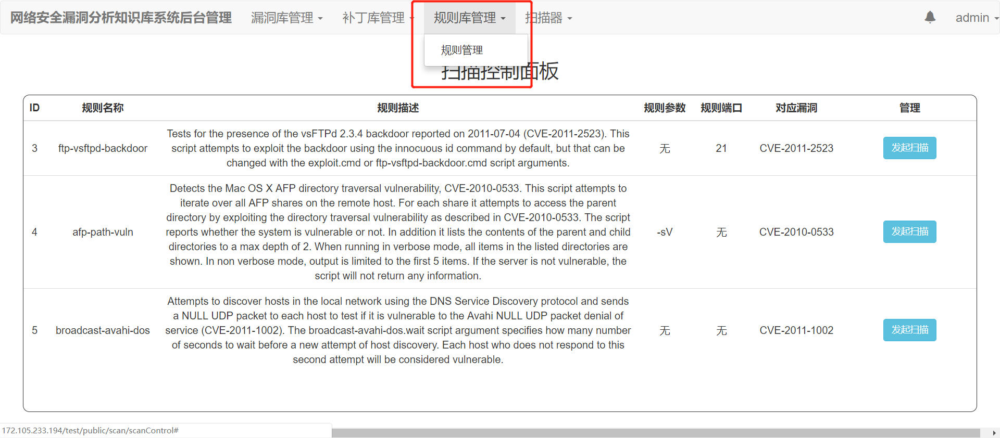 网络安全漏洞分析知识库系统后台管理 漏洞库管理 补丁库管理 规则库管理 扫描器 admin
规则管理
扫描控制面板
ID 规则名称 规则描述 规则参数 规则端口 对应漏洞 管理
3 ftp-vsftpd-backdoor Tests for the presence of the vsFTPd 2.3.4 backdoor reported on 2011-07-04 (CVE-2011-2523). This
script attempts to exploit the backdoor using the innocuous id command by default, but that can be
changed with the exploit.cmd or ftp-vsftpd-backdoor.cmd script arguments.
无 21 CVE-2011-2523 发起扫描
4 afp-path-vuln Detects the Mac OS X AFP directory traversal vulnerability, CVE-2010-0533. This script attempts to
iterate over all AFP shares on the remote host. For each share it attempts to access the parent
directory by exploiting the directory traversal vulnerability as described in CVE-2010-0533. The script
reports whether the system is vulnerable or not. In addition it lists the contents of the parent and child
directories to a max depth of 2. When running in verbose mode, all items in the listed directories are
shown. In non verbose mode, output is limited to the first 5 items. If the server is not vulnerable, the
script will not return any information.
-sV 无 CVE-2010-0533 发起扫描
5 broadcast-avahi-dos Attempts to discover hosts in the local network using the DNS Service Discovery protocol and sends
a NULL UDP packet to each host to test if it is vulnerable to the Avahi NULL UDP packet denial of
service (CVE-2011-1002). The broadcast-avahi-dos.wait script argument specifies how many number
of seconds to wait before a new attempt of host discovery. Each host who does not respond to this
second attempt will be considered vulnerable.
无 无 CVE-2011-1002 发起扫描
172.105.233.194/test/public/scan/scanControl#